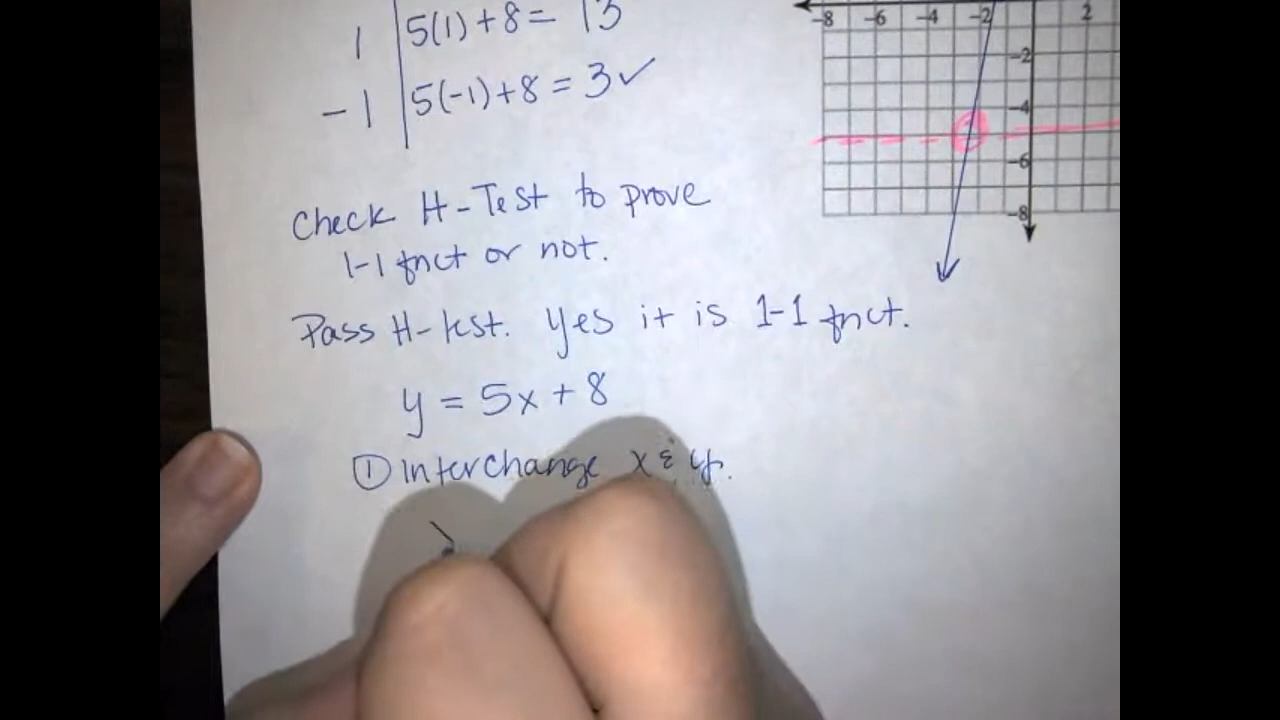 1 | 5(1)+8 = 13
-1 | 5(-1)+8 = 3✓
-8 -6 -4 -2 2
-2
-4
-6
-8
Check H-Test to prove
1-1 fnct or not.
Pass H-test. Yes it is 1-1 fnct.
y = 5x + 8
① interchange x & y.